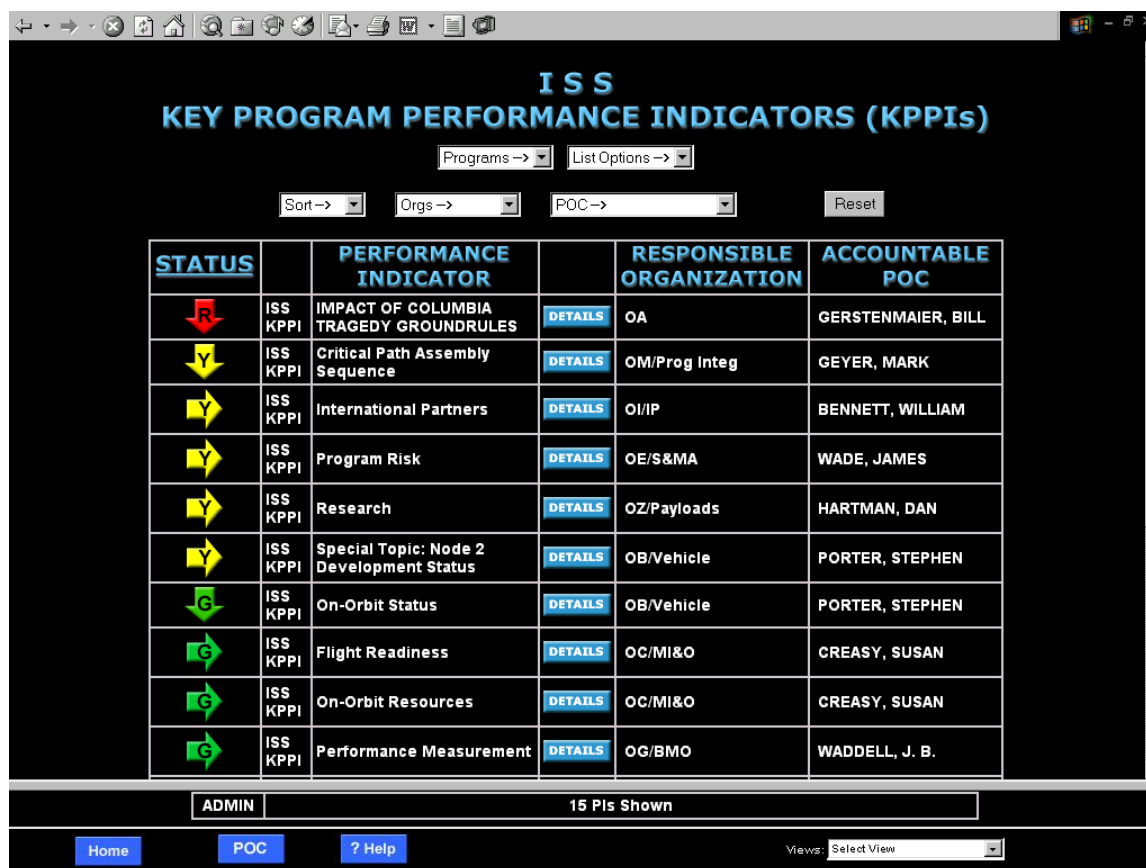 I S S
KEY PROGRAM PERFORMANCE INDICATORS (KPPIs)
Programs --> List Options -->
Sort --> Orgs --> POC --> Reset
STATUS PERFORMANCE INDICATOR RESPONSIBLE ORGANIZATION ACCOUNTABLE POC
R ISS KPPI IMPACT OF COLUMBIA TRAGEDY GROUNDRULES DETAILS OA GERSTENMAIER, BILL
Y ISS KPPI Critical Path Assembly Sequence DETAILS OM/Prog Integ GEYER, MARK
Y ISS KPPI International Partners DETAILS OI/IP BENNETT, WILLIAM
Y ISS KPPI Program Risk DETAILS OE/S&MA WADE, JAMES
Y ISS KPPI Research DETAILS OZ/Payloads HARTMAN, DAN
Y ISS KPPI Special Topic: Node 2 Development Status DETAILS OB/Vehicle PORTER, STEPHEN
G ISS KPPI On-Orbit Status DETAILS OB/Vehicle PORTER, STEPHEN
G ISS KPPI Flight Readiness DETAILS OC/MI&O CREASY, SUSAN
G ISS KPPI On-Orbit Resources DETAILS OC/MI&O CREASY, SUSAN
G ISS KPPI Performance Measurement DETAILS OG/BMO WADDELL, J. B.
ADMIN 15 PIs Shown
Home POC ? Help Views: Select View